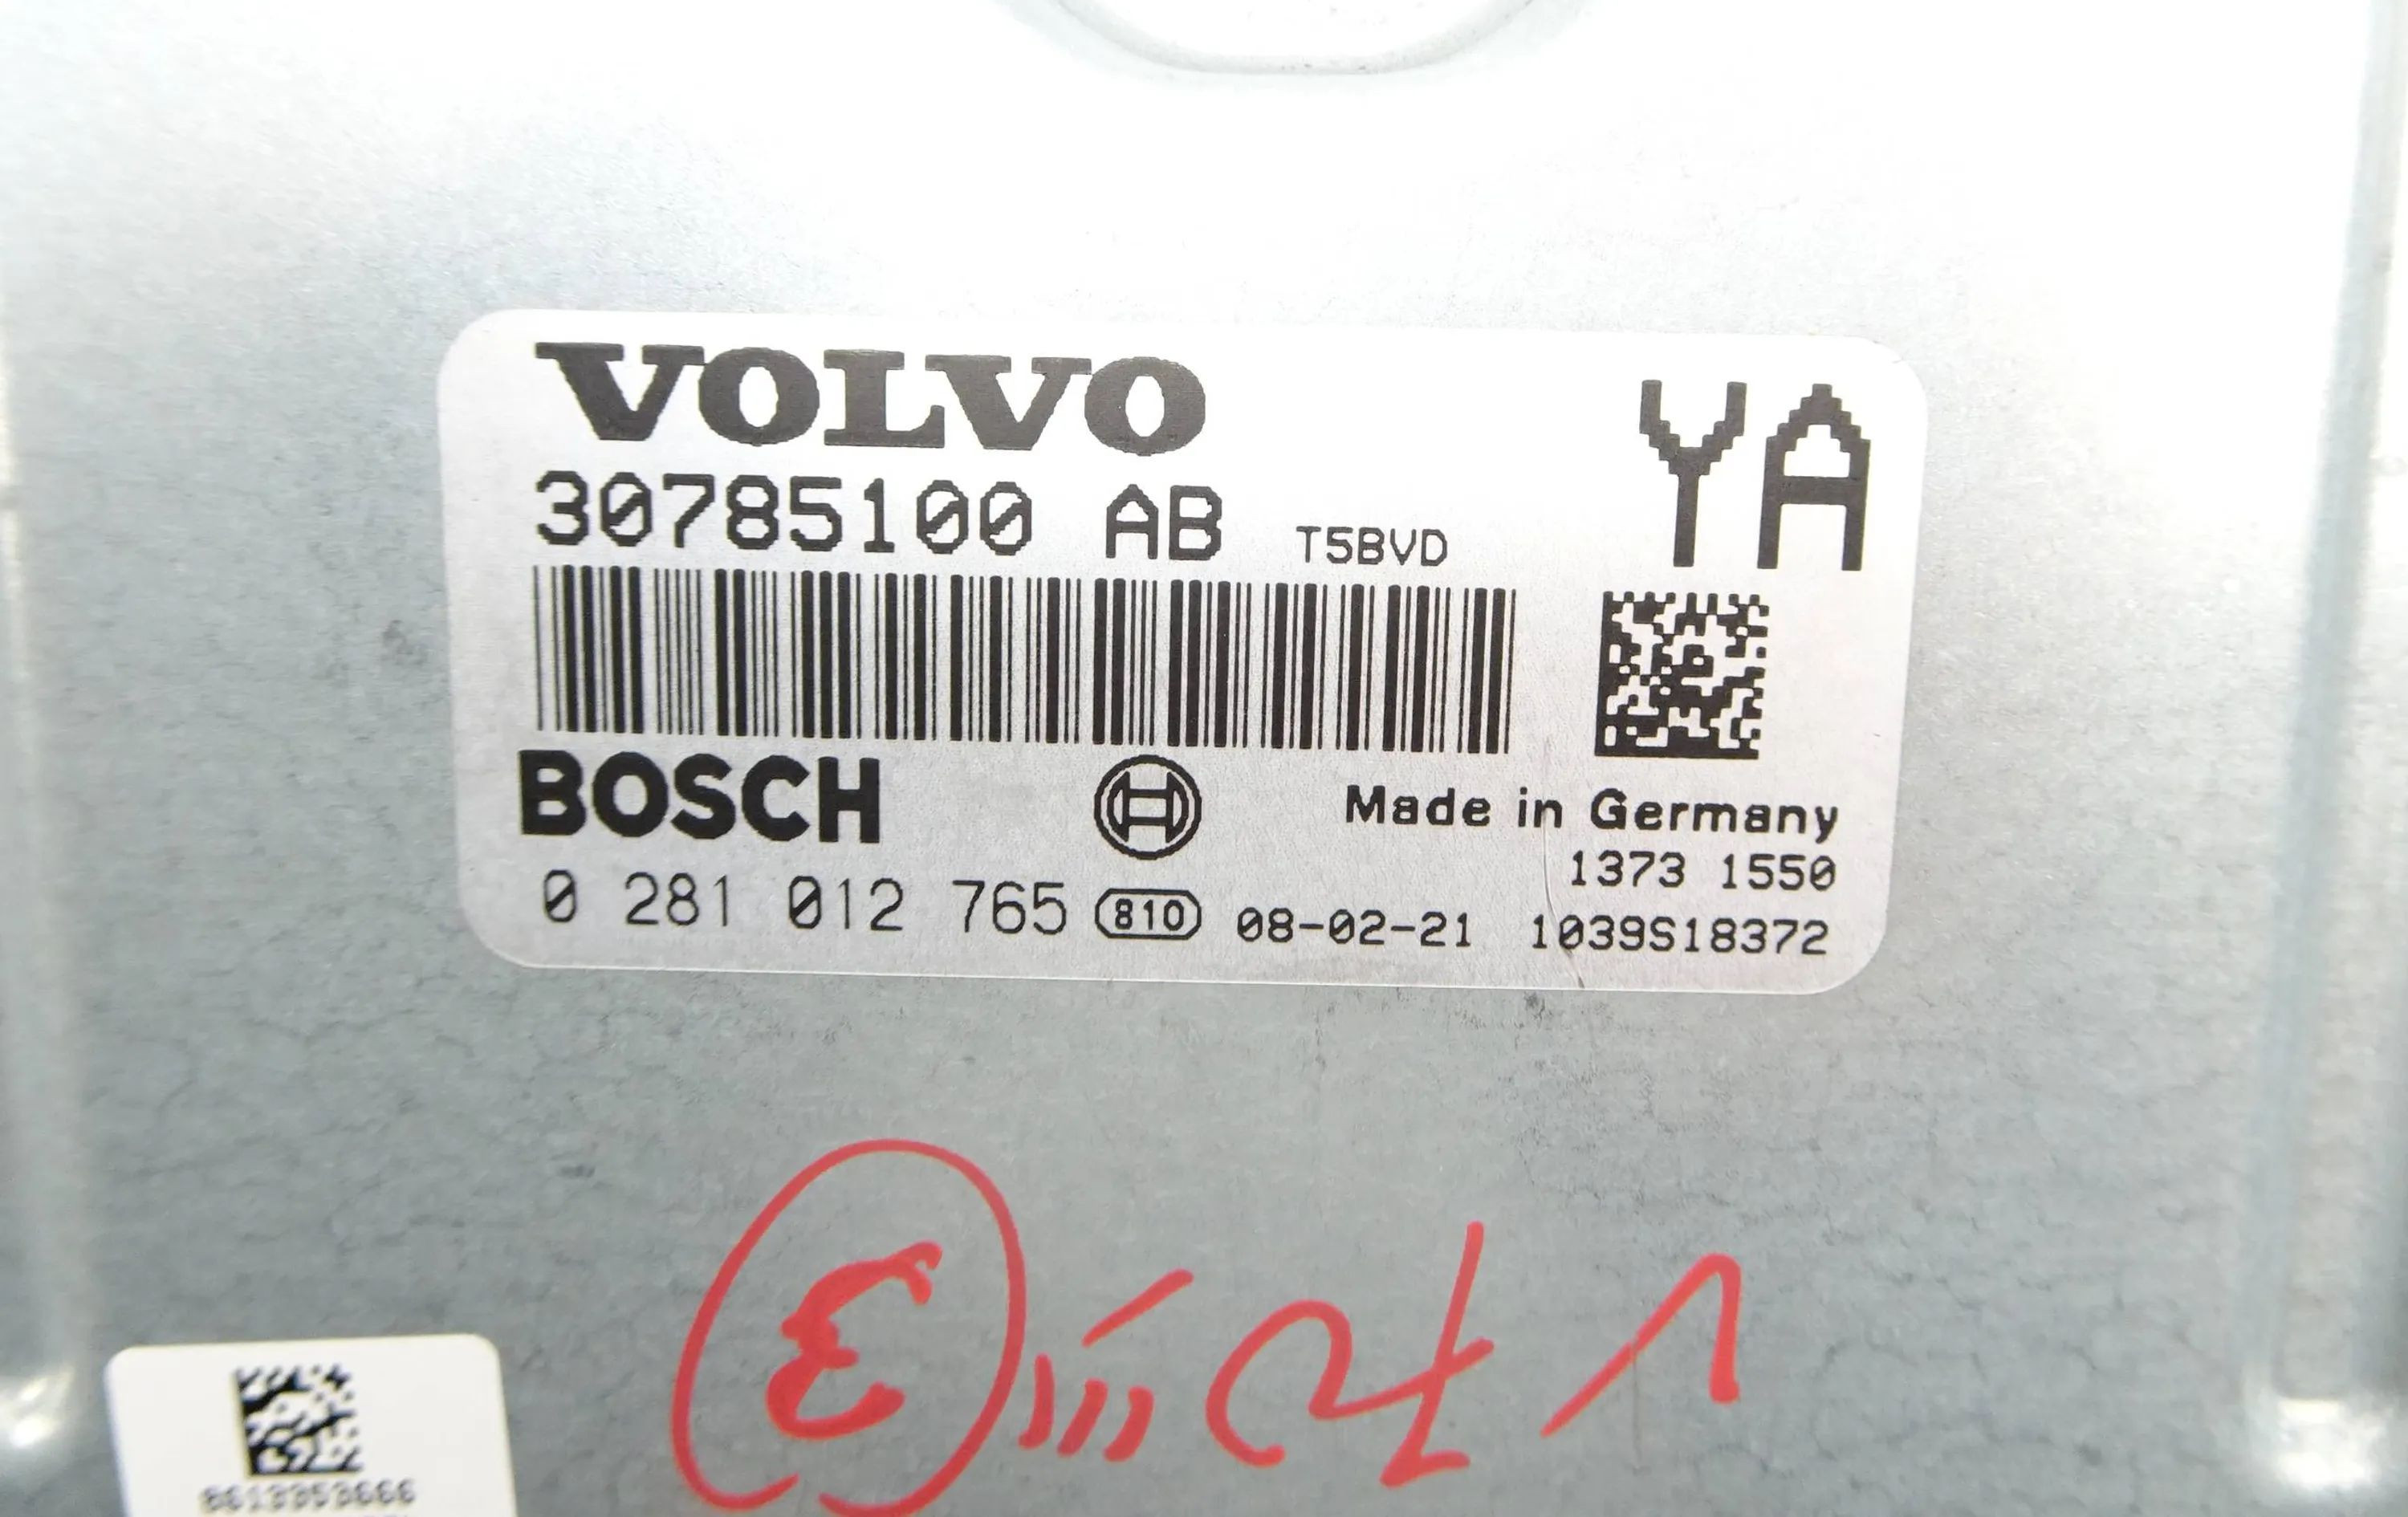 VOLVO
YA
30785100 AB T5BVD
BOSCH
Made in Germany
1373 1550
0 281 012 765 810 08-02-21 1039S18372
3